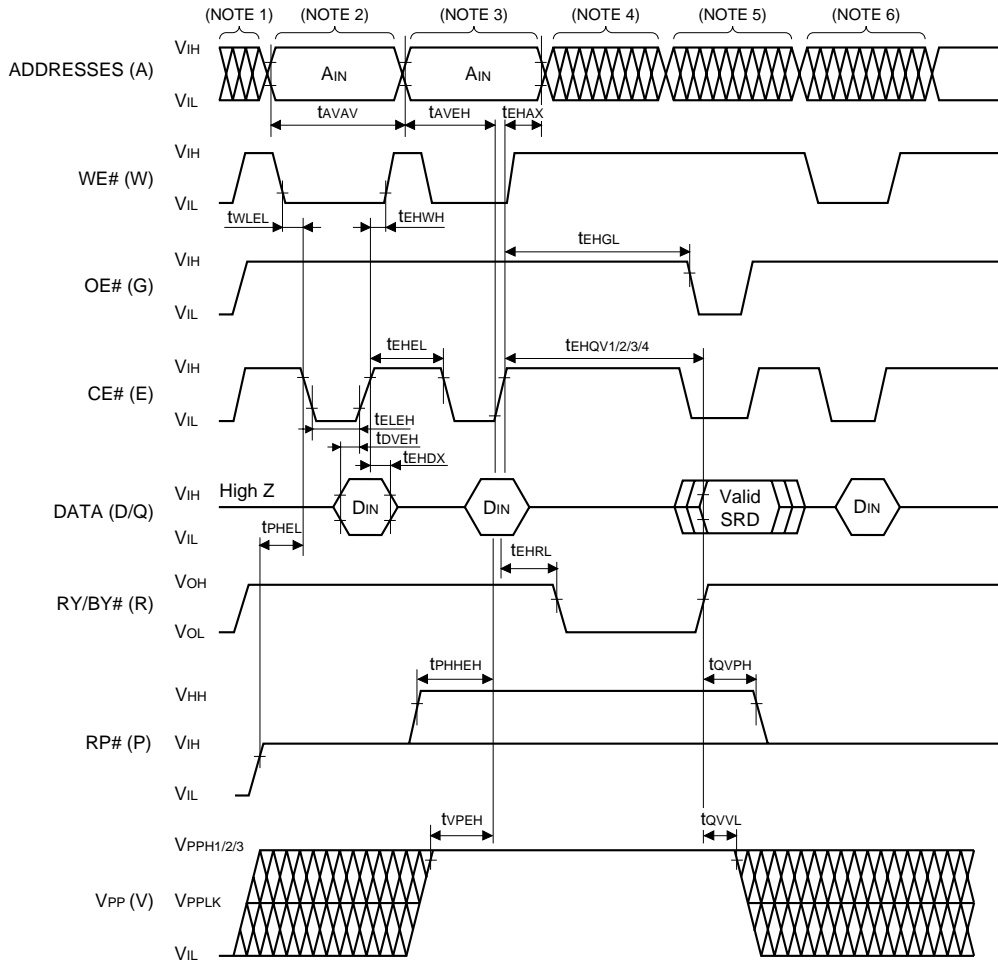 (NOTE 1) (NOTE 2) (NOTE 3) (NOTE 4) (NOTE 5) (NOTE 6)
ADDRESSES (A)
VIH
VIL
AIN
AIN
tAVAV
tAVEH
tEHAX
WE# (W)
VIH
VIL
tWLEL
tEHWH
tEHGL
OE# (G)
VIH
VIL
tEHEL
tEHQV1/2/3/4
CE# (E)
VIH
VIL
tELEH
tDVEH
tEHDX
DATA (D/Q)
VIH
VIL
High Z
DIN
DIN
Valid
SRD
DIN
tPHEL
tEHRL
RY/BY# (R)
VOH
VOL
tPHHEH
tQVPH
RP# (P)
VHH
VIH
VIL
tVPEH
tQVVL
VPP (V)
VPPH1/2/3
VPPLK
VIL